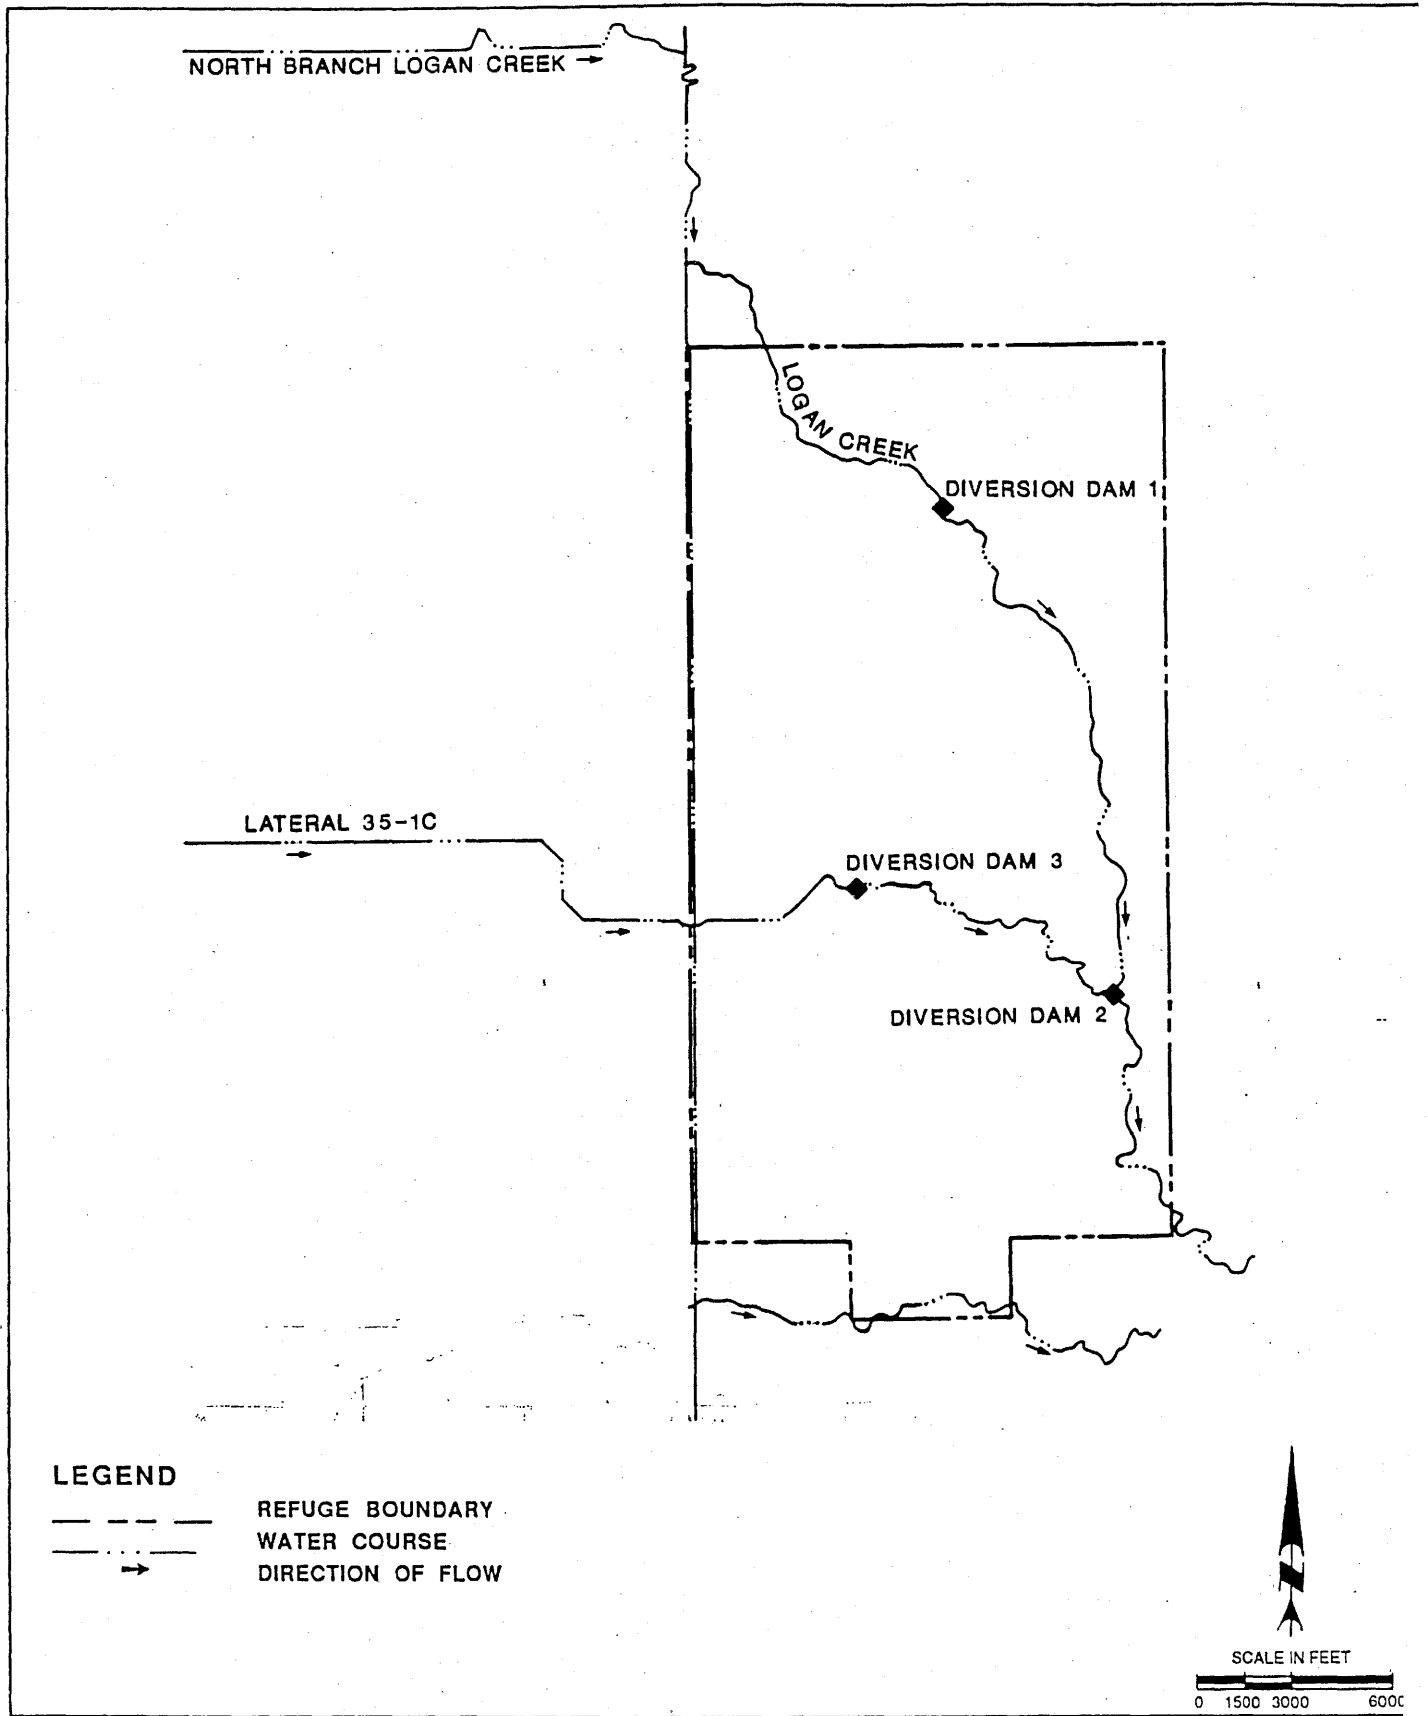 NORTH BRANCH LOGAN CREEK
LOGAN CREEK
DIVERSION DAM 1
LATERAL 35-1C
DIVERSION DAM 3
DIVERSION DAM 2
LEGEND
REFUGE BOUNDARY
WATER COURSE
DIRECTION OF FLOW
SCALE IN FEET
0 1500 3000 6000